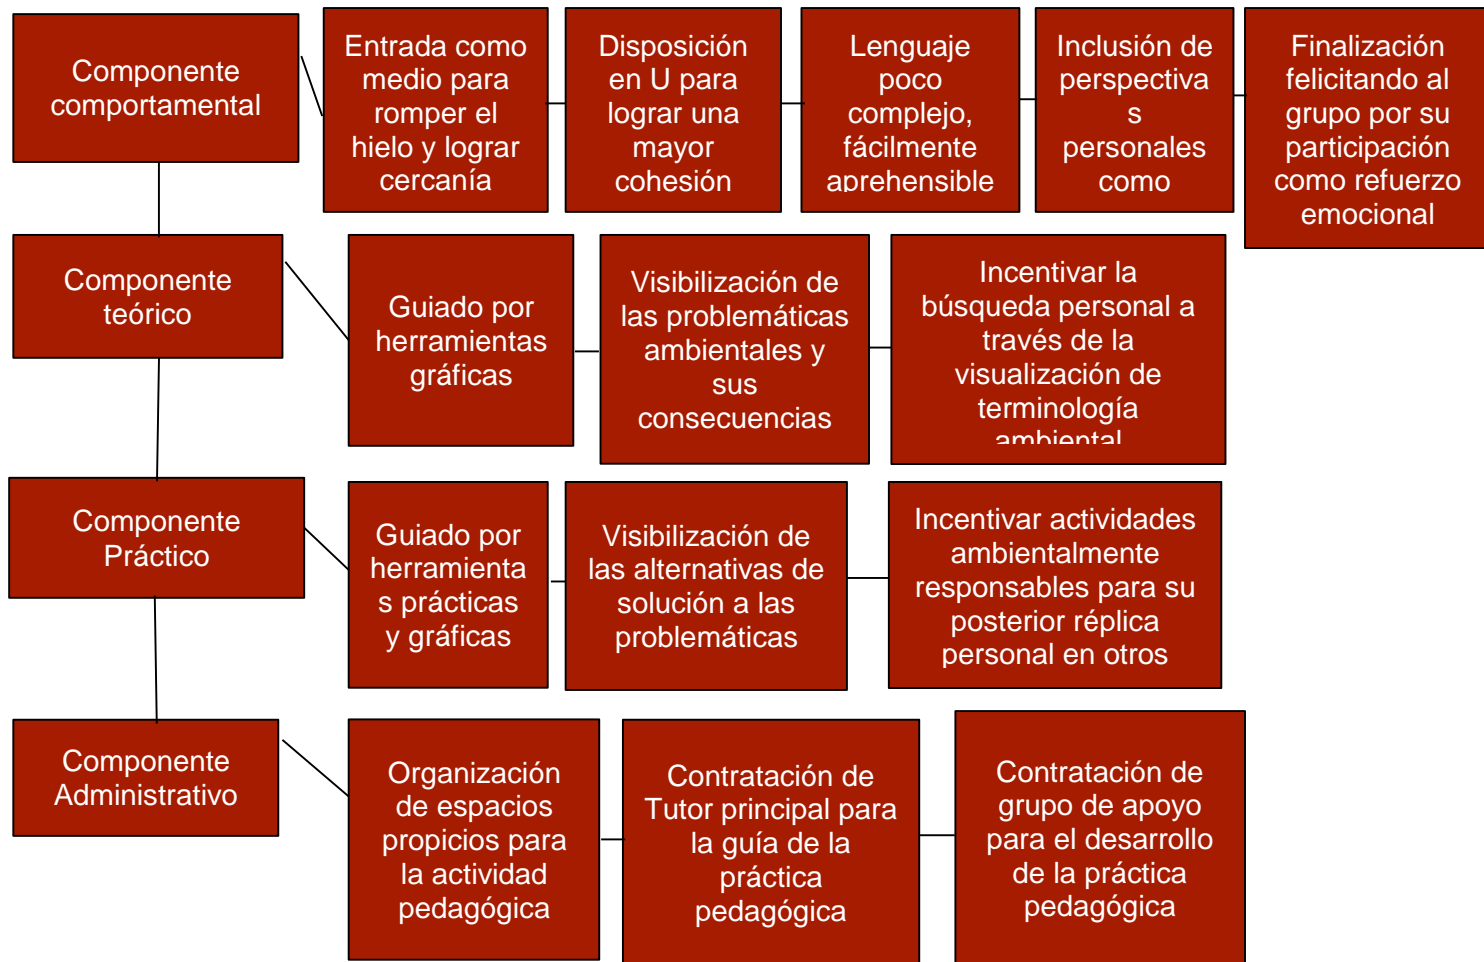 Componente
comportamental
Entrada como
medio para
romper el
hielo y lograr
cercanía
Disposición
en U para
lograr una
mayor
cohesión
Lenguaje
poco
complejo,
fácilmente
aprehensible
Inclusión de
perspectiva
s
personales
como
Finalización
felicitando al
grupo por su
participación
como refuerzo
emocional
Componente
teórico
Guiado por
herramientas
gráficas
Visibilización de
las problemáticas
ambientales y
sus
consecuencias
Incentivar la
búsqueda personal a
través de la
visualización de
terminología
ambiental
Componente
Práctico
Guiado por
herramienta
s prácticas
y gráficas
Visibilización de
las alternativas de
solución a las
problemáticas
Incentivar actividades
ambientalmente
responsables para su
posterior réplica
personal en otros
Componente
Administrativo
Organización
de espacios
propicios para
la actividad
pedagógica
Contratación de
Tutor principal para
la guía de la
práctica
pedagógica
Contratación de
grupo de apoyo
para el desarrollo
de la práctica
pedagógica